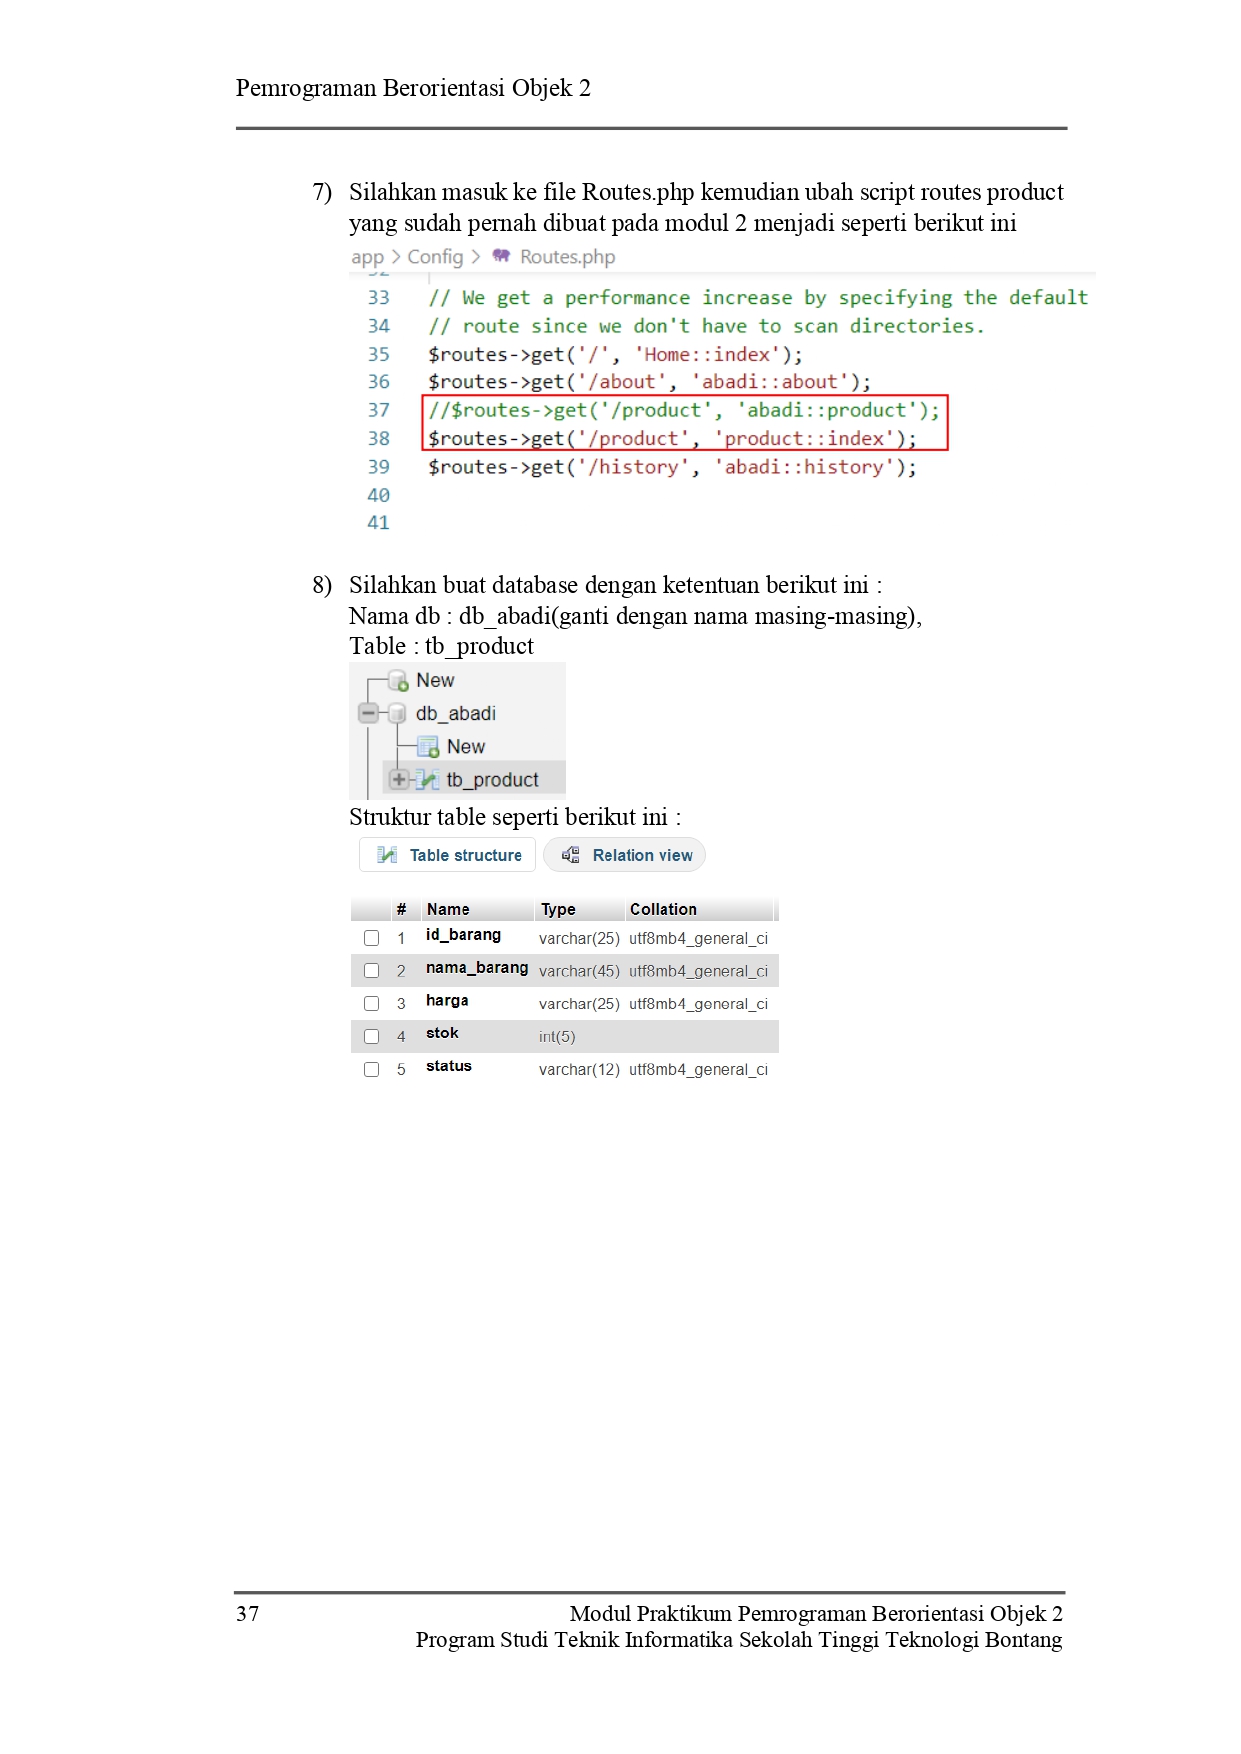 Pemrograman Berorientasi Objek 2
7) Silahkan masuk ke file Routes.php kemudian ubah script routes product
yang sudah pernah dibuat pada modul 2 menjadi seperti berikut ini
app > Config > Routes.php
33 // We get a performance increase by specifying the default
34 // route since we don't have to scan directories.
35 $routes->get('/', 'Home::index');
36 $routes->get('/about', 'abadi::about');
37 //$routes->get('/product', 'abadi::product');
38 $routes->get('/product', 'product::index');
39 $routes->get('/history', 'abadi::history');
40
41
8) Silahkan buat database dengan ketentuan berikut ini :
Nama db : db_abadi(ganti dengan nama masing-masing),
Table : tb_product
New
db_abadi
New
tb_product
Struktur table seperti berikut ini :
Table structure Relation view
# Name Type Collation
1 id_barang varchar(25) utf8mb4_general_ci
2 nama_barang varchar(45) utf8mb4_general_ci
3 harga varchar(25) utf8mb4_general_ci
4 stok int(5)
5 status varchar(12) utf8mb4_general_ci
37 Modul Praktikum Pemrograman Berorientasi Objek 2
Program Studi Teknik Informatika Sekolah Tinggi Teknologi Bontang